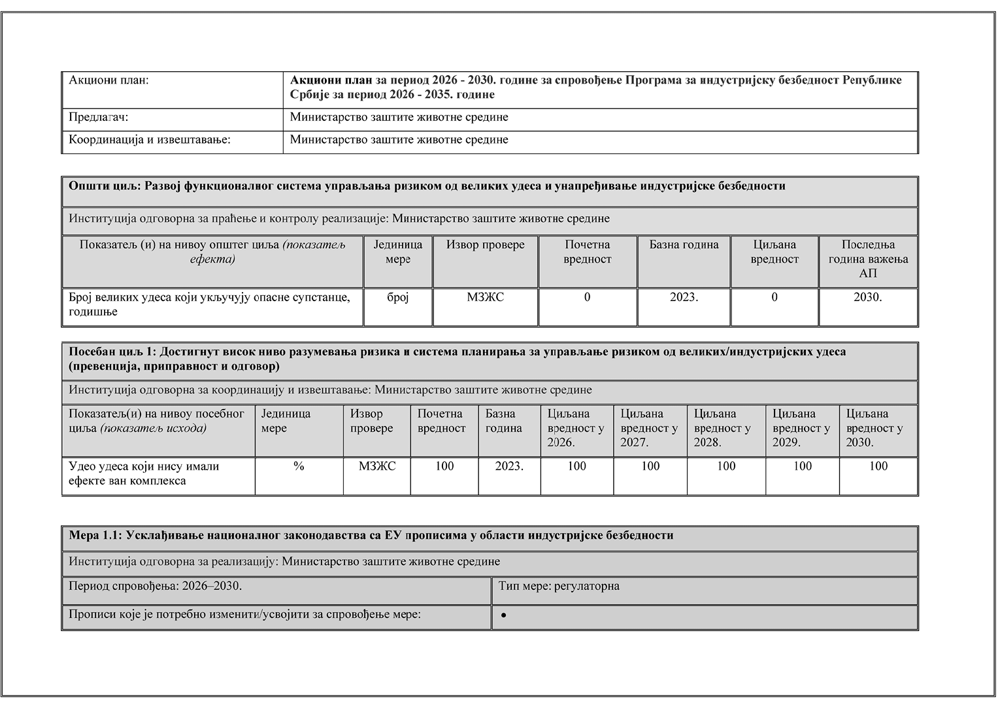 Акциони план:
Акциони план за период 2026 - 2030. године за спровођење Програма за индустријску безбедност Републике
Србије за период 2026 - 2035. године
Предлагач:
Министарство заштите животне средине
Координација и извештавање:
Министарство заштите животне средине
Општи циљ: Развој функционалног система управљања ризиком од великих удеса и унапређивање индустријске безбедности
Институција одговорна за праћење и контролу реализације: Министарство заштите животне средине
Показатељ (и) на нивоу општег циља (показатељ
ефекта)
Јединица
мере
Извор провере
Почетна
вредност
Базна година
Циљана
вредност
Последња
година важења
АП
Број великих удеса који укључују опасне супстанце,
годишње
број
МЗЖС
0
2023.
0
2030.
Посебан циљ 1: Достигнут висок ниво разумевања ризика и система планирања за управљање ризиком од великих/индустријских удеса
(превенција, приправност и одговор)
Институција одговорна за координацију и извештавање: Министарство заштите животне средине
Показатељ(и) на нивоу посебног
циља (показатељ исхода)
Јединица
мере
Извор
провере
Почетна
вредност
Базна
година
Циљана
вредност у
2026.
Циљана
вредност у
2027.
Циљана
вредност у
2028.
Циљана
вредност у
2029.
Циљана
вредност у
2030.
Удео удеса који нису имали
ефекте ван комплекса
%
МЗЖС
100
2023.
100
100
100
100
100
Мера 1.1: Усклађивање националног законодавства са ЕУ прописима у области индустријске безбедности
Институција одговорна за реализацију: Министарство заштите животне средине
Период спровођења: 2026–2030.
Тип мере: регулаторна
Прописи које је потребно изменити/усвојити за спровођење мере:
•